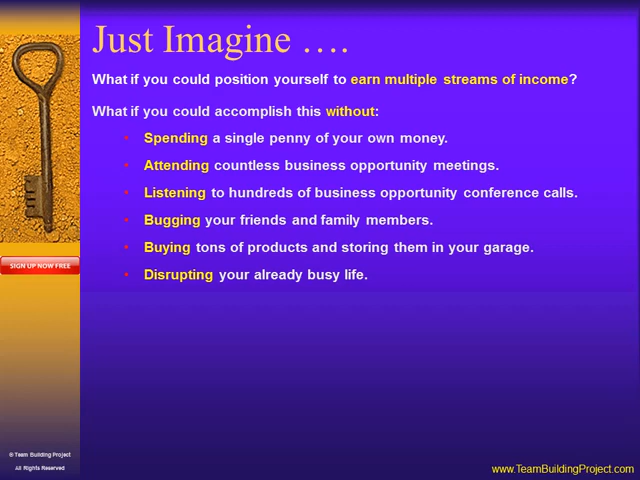 Just Imagine ….
What if you could position yourself to earn multiple streams of income?
What if you could accomplish this without:
• Spending a single penny of your own money.
• Attending countless business opportunity meetings.
• Listening to hundreds of business opportunity conference calls.
• Bugging your friends and family members.
• Buying tons of products and storing them in your garage.
• Disrupting your already busy life.
SIGN UP NOW FREE
© Team Building Project
All Rights Reserved
www.TeamBuildingProject.com